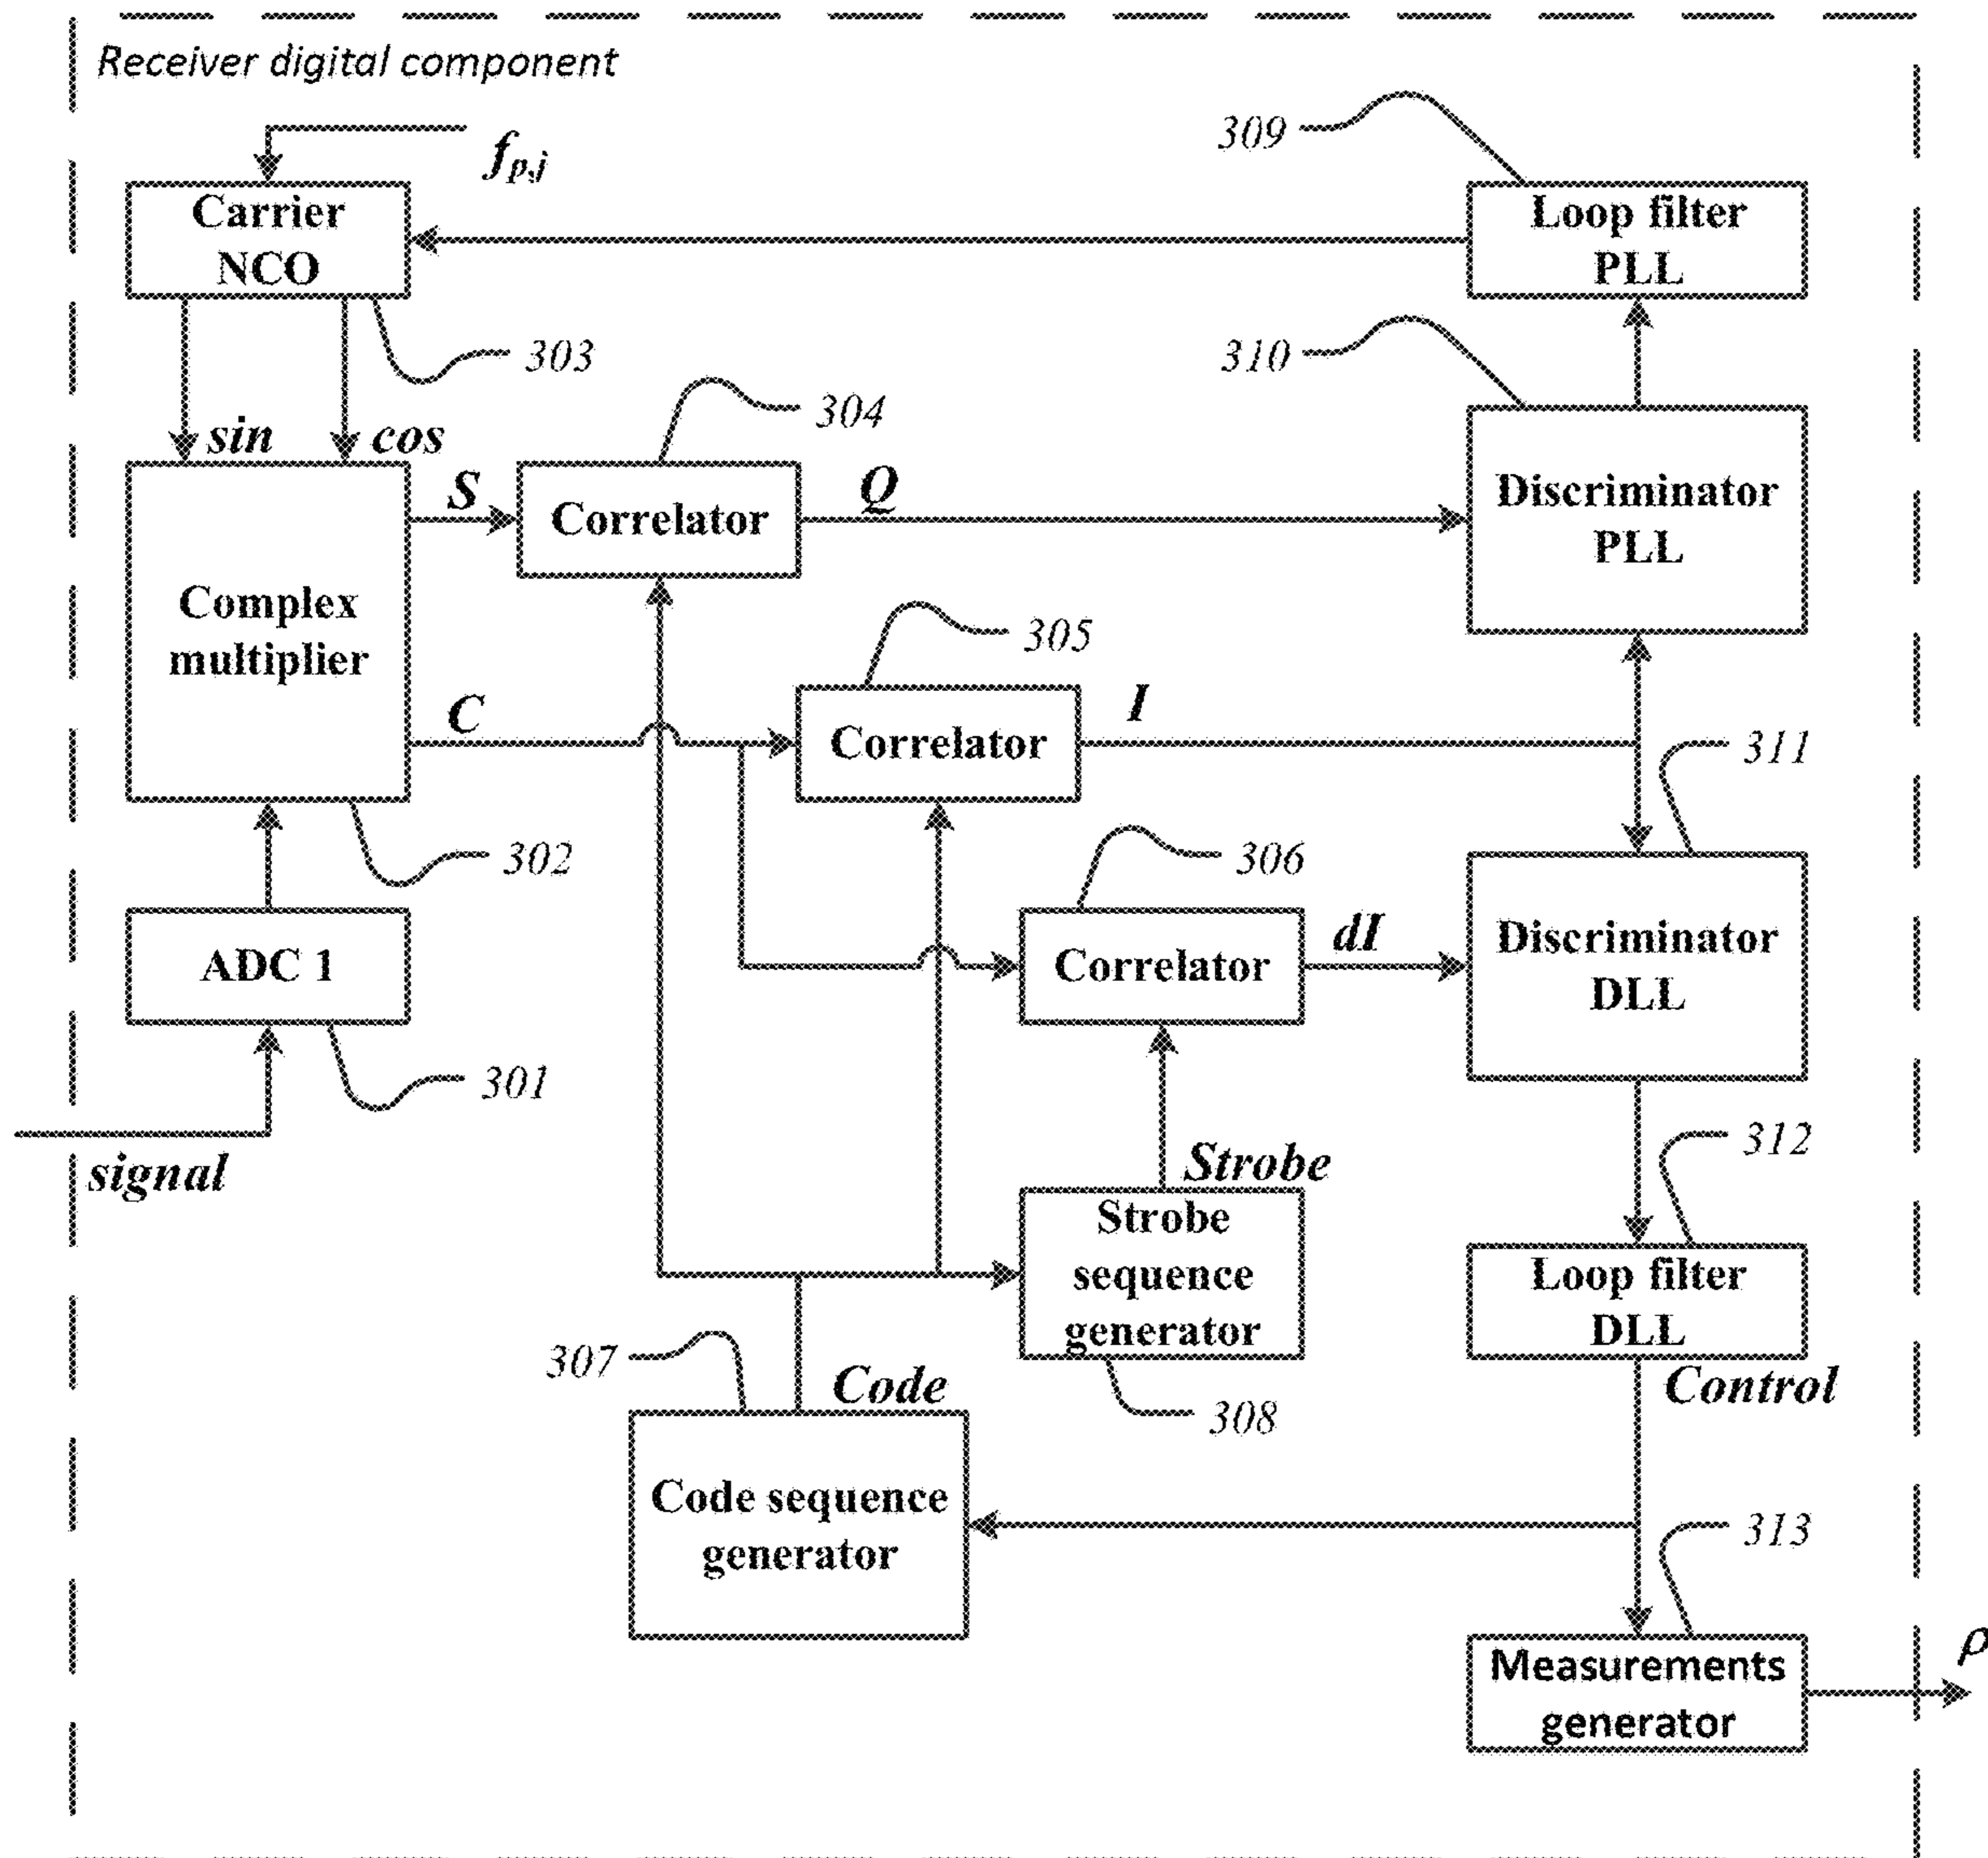 Receiver digital component
f_{p,j}
309
Carrier
NCO
Loop filter
PLL
303
310
304
sin
cos
S
Correlator
Q
Discriminator
PLL
Complex
multiplier
305
C
Correlator
I
311
302
306
ADC 1
Correlator
dI
Discriminator
DLL
301
signal
Strobe
312
Strobe
sequence
generator
Loop filter
DLL
307
Code
308
Control
Code sequence
generator
313
Measurements
generator
ρ